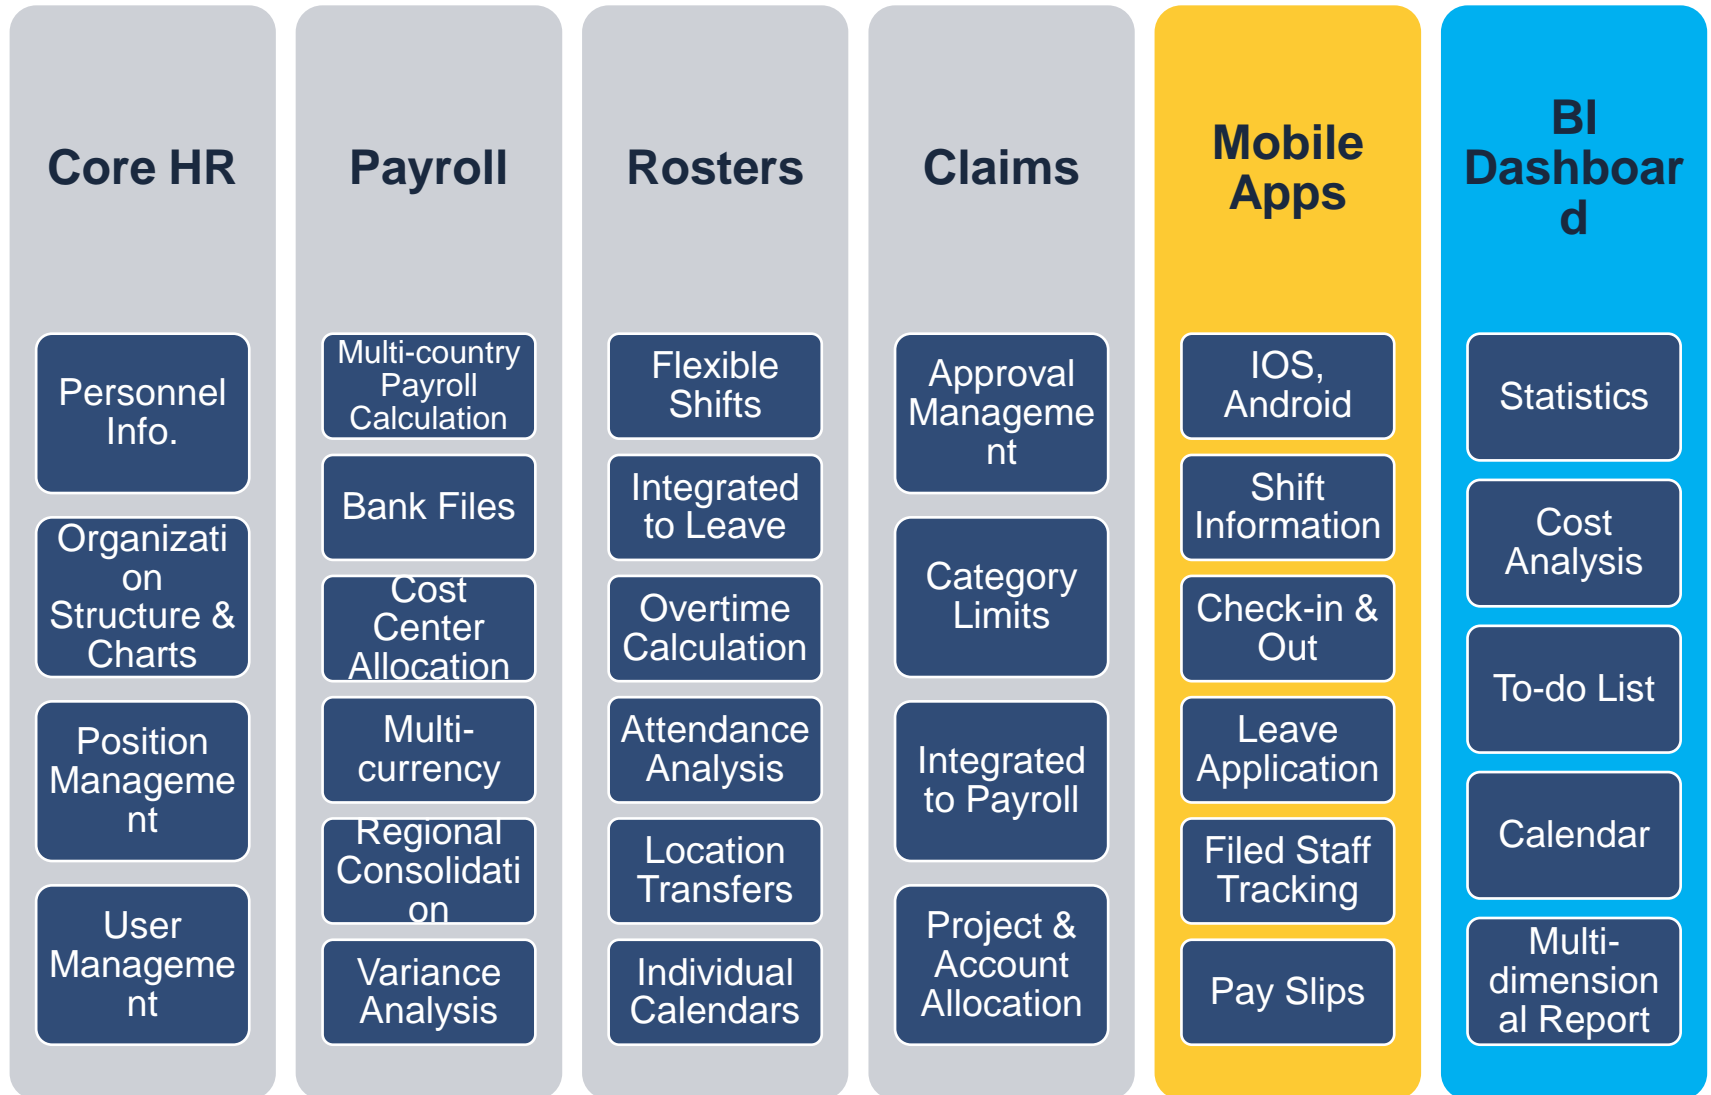 Core HR
Personnel
Info.
Organizati
on
Structure &
Charts
Position
Manageme
nt
User
Manageme
nt
Payroll
Multi-country
Payroll
Calculation
Bank Files
Cost
Center
Allocation
Multi-
currency
Regional
Consolidati
on
Variance
Analysis
Rosters
Flexible
Shifts
Integrated
to Leave
Overtime
Calculation
Attendance
Analysis
Location
Transfers
Individual
Calendars
Claims
Approval
Manageme
nt
Category
Limits
Integrated
to Payroll
Project &
Account
Allocation
Mobile
Apps
IOS,
Android
Shift
Information
Check-in &
Out
Leave
Application
Filed Staff
Tracking
Pay Slips
BI
Dashboar
d
Statistics
Cost
Analysis
To-do List
Calendar
Multi-
dimension
al Report